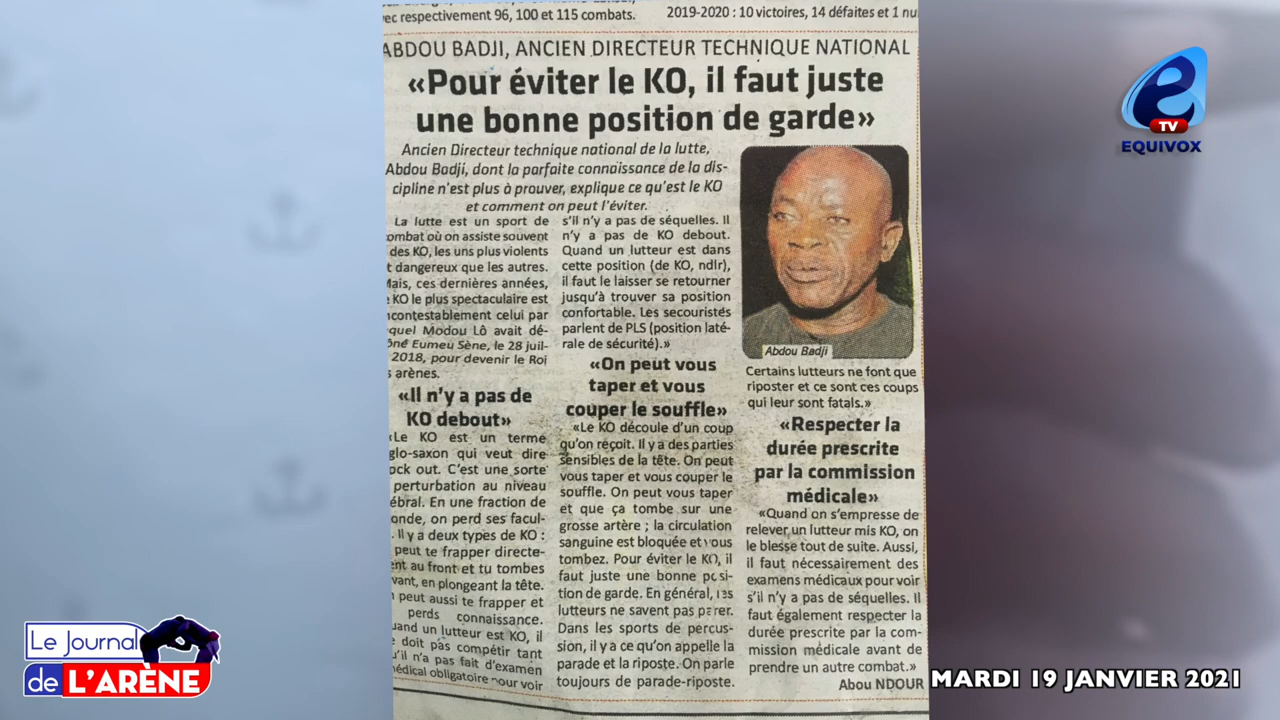 ec respectivement 96, 100 et 115 combats.
2019-2020 : 10 victoires, 14 défaites et 1 nu
ABDOU BADJI, ANCIEN DIRECTEUR TECHNIQUE NATIONAL
«Pour éviter le KO, il faut juste
une bonne position de garde»
Ancien Directeur technique national de la lutte,
Abdou Badji, dont la parfaite connaissance de la dis-
cipline n'est plus à prouver, explique ce qu'est le KO
et comment on peut l'éviter.
La lutte est un sport de
ombat où on assiste souvent
des KO, les uns plus violents
t dangereux que les autres.
Mais, ces dernières années,
KO le plus spectaculaire est
ncontestablement celui par
quel Modou Lô avait dé-
ôné Eumeu Sène, le 28 juil-
2018, pour devenir le Roi
s arènes.
«Il n'y a pas de
KO debout»
«Le KO est un terme
glo-saxon qui veut dire
ock out. C'est une sorte
perturbation au niveau
ébral. En une fraction de
onde, on perd ses facul-
. Il y a deux types de KO :
peut te frapper directe-
ent au front et tu tombes
vant, en plongeant la tête.
peut aussi te frapper et
perds connaissance.
uand un lutteur est KO, il
e doit pas compétir tant
u'il n'a pas fait d'examen
médical obligatoire pour voir
s'il n'y a pas de séquelles. Il
n'y a pas de KO debout.
Quand un lutteur est dans
cette position (de KO, ndlr),
il faut le laisser se retourner
jusqu'à trouver sa position
confortable. Les secouristés
parlent de PLS (position laté-
rale de sécurité).»
«On peut vous
taper et vous
couper le souffle»
«Le KO découle d'un coup
qu'on reçoit. Il y a des parties
sensibles de la tête. On peut
vous taper et vous couper le
souffle. On peut vous taper
et que ça tombe sur une
grosse artère ; la circulation
sanguine est bloquée et vous
tombez. Pour éviter le KO, il
faut juste une bonne posi-
tion de garde. En général, les
lutteurs ne savent pas parer.
Dans les sports de percus-
sion, il y a ce qu'on appelle la
parade et la riposte. On parle
toujours de parade-riposte.
Abdou Badji
Certains lutteurs ne font que
riposter et ce sont ces coups
qui leur sont fatals.»
«Respecter la
durée prescrite
par la commission
médicale»
«Quand on s'empresse de
relever un lutteur mis KO, on
le blesse tout de suite. Aussi,
il faut nécessairement des
examens médicaux pour voir
s'il n'y a pas de séquelles. Il
faut également respecter la
durée prescrite par la com-
mission médicale avant de
prendre un autre combat.»
Abou NDOUR
e
TV
EQUIVOX
Le Journal
de L'ARÈNE
MARDI 19 JANVIER 2021